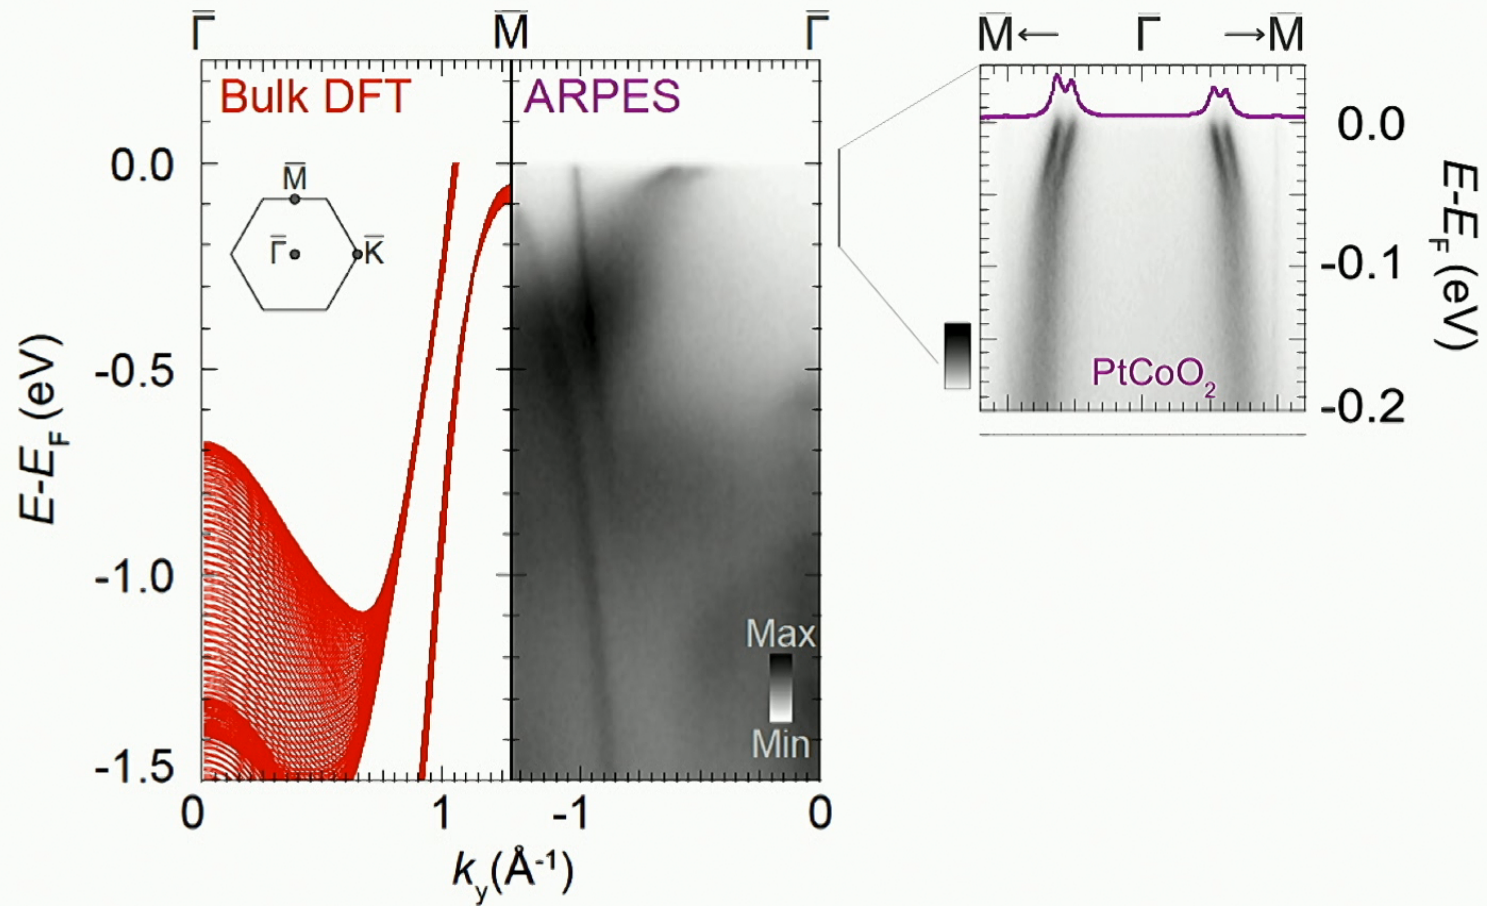 Γ̅ M̅ Γ̅
Bulk DFT
ARPES
M̅
Γ̅ K̅
0.0
-0.5
-1.0
-1.5
E-E_F (eV)
Max
Min
0 1 -1 0
k_y(Å⁻¹)
M̅← Γ̅ →M̅
0.0
-0.1
-0.2
E-E_F (eV)
PtCoO₂